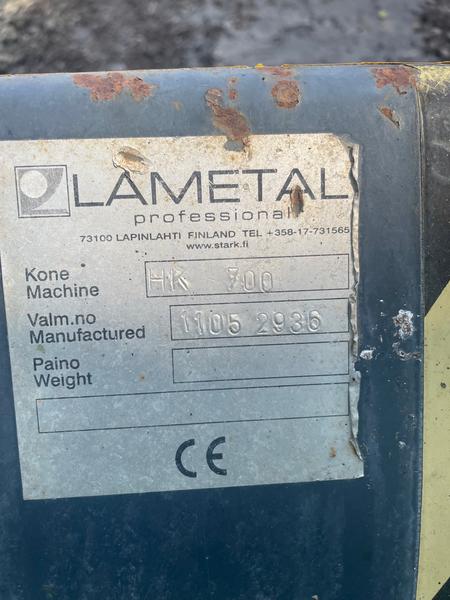 LAMETAL
professional
73100 LAPINLAHTI FINLAND TEL +358-17-731565
www.stark.fi
Kone
Machine
HK 700
Valm.no
Manufactured
1105 2936
Paino
Weight
CE